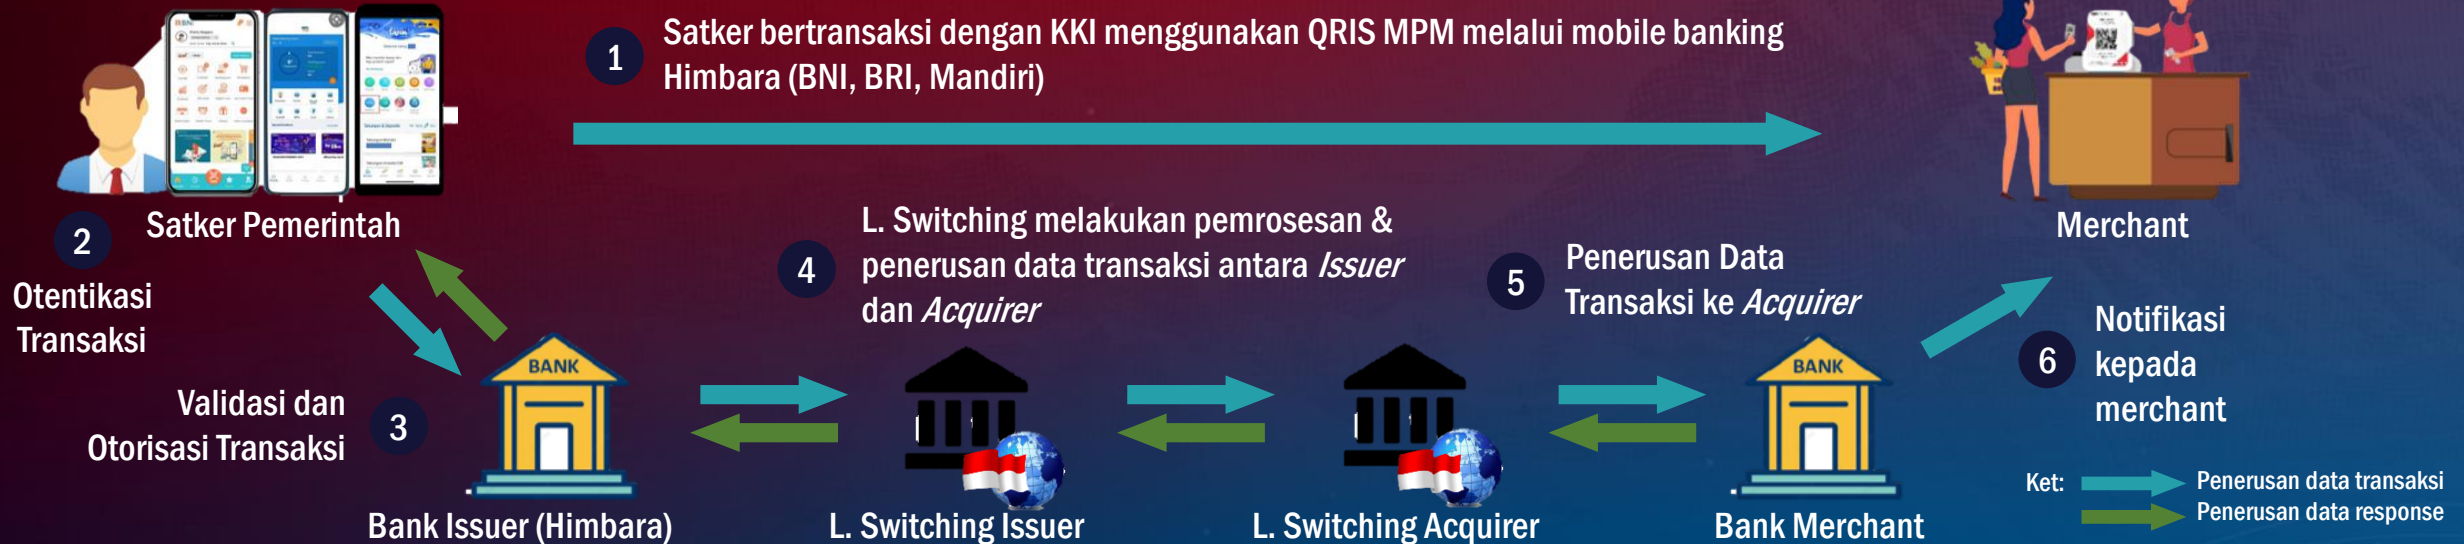 1
Satker bertransaksi dengan KKI menggunakan QRIS MPM melalui mobile banking
Himbara (BNI, BRI, Mandiri)
Satker Pemerintah
Merchant
2
Otentikasi
Transaksi
Validasi dan
Otorisasi Transaksi
3
4
L. Switching melakukan pemrosesan &
penerusan data transaksi antara Issuer
dan Acquirer
5
Penerusan Data
Transaksi ke Acquirer
6
Notifikasi
kepada
merchant
BANK
BANK
Bank Issuer (Himbara)
L. Switching Issuer
L. Switching Acquirer
Bank Merchant
Ket:
Penerusan data transaksi
Penerusan data response